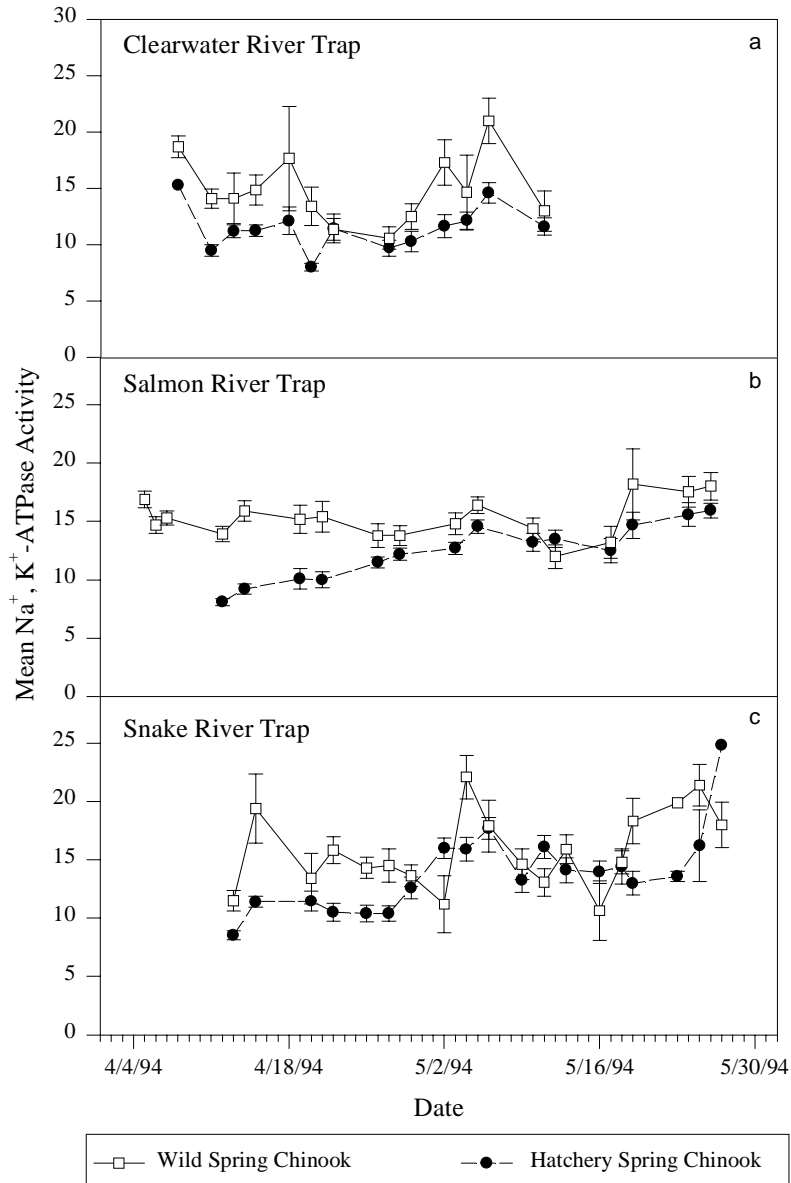 30
Clearwater River Trap
a
25
20
15
10
5
0
Salmon River Trap
b
25
20
15
10
5
0
Snake River Trap
c
25
20
15
10
5
0
Mean Na+, K+-ATPase Activity
4/4/94 4/18/94 5/2/94 5/16/94 5/30/94
Date
Wild Spring Chinook Hatchery Spring Chinook